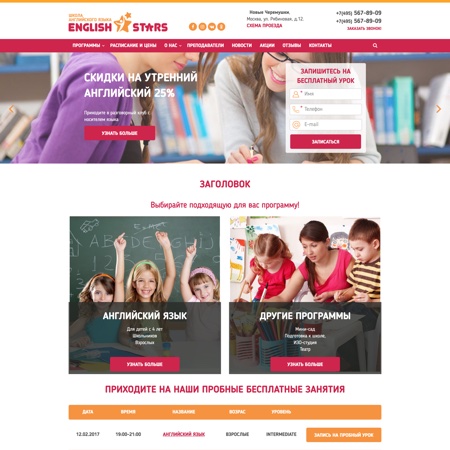 ШКОЛА
АНГЛИЙСКОГО ЯЗЫКА
ENGLISH STARS
Новые Черемушки.
Москва, ул. Рябиновая, д.12.
СХЕМА ПРОЕЗДА
+7(495) 567-89-09
+7(495) 567-89-09
ЗАКАЗАТЬ ЗВОНОК
ПРОГРАММЫ РАСПИСАНИЕ И ЦЕНЫ О НАС ПРЕПОДАВАТЕЛИ НОВОСТИ АКЦИИ ОТЗЫВЫ КОНТАКТЫ
СКИДКИ НА УТРЕННИЙ
АНГЛИЙСКИЙ 25%
Приходите в разговорный клуб с
носителем языка
УЗНАТЬ БОЛЬШЕ
ЗАПИШИТЕСЬ НА
БЕСПЛАТНЫЙ УРОК
Имя
Телефон
E-mail
ЗАПИСАТЬСЯ
ЗАГОЛОВОК
Выбирайте подходящую для вас программу!
АНГЛИЙСКИЙ ЯЗЫК
Для детей с 4 лет
Школьников
Взрослых
УЗНАТЬ БОЛЬШЕ
ДРУГИЕ ПРОГРАММЫ
Мини-сад
Подготовка к школе,
ИЗО-студия
Театр
УЗНАТЬ БОЛЬШЕ
ПРИХОДИТЕ НА НАШИ ПРОБНЫЕ БЕСПЛАТНЫЕ ЗАНЯТИЯ
ДАТА ВРЕМЯ НАЗВАНИЕ ВОЗРАС УРОВЕНЬ
12.02.2017 19:00-21:00 АНГЛИЙСКИЙ ЯЗЫК ВЗРОСЛЫЕ INTERMEDIATE ЗАПИСЬ НА ПРОБНЫЙ УРОК